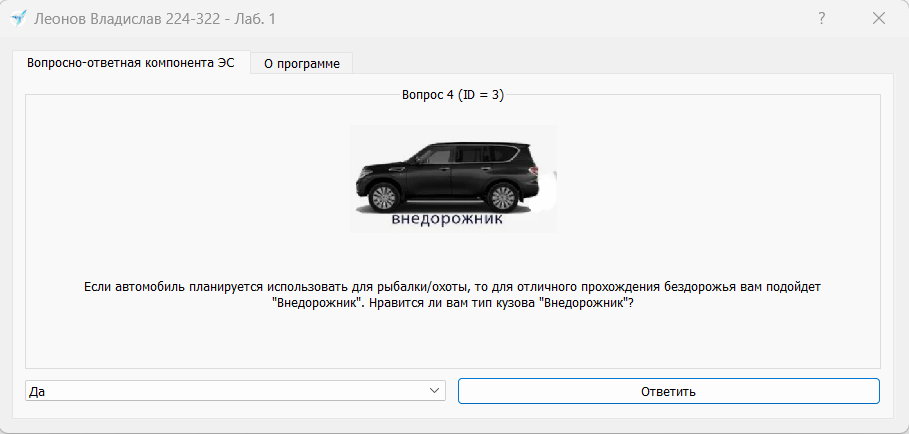 Леонов Владислав 224-322 - Лаб. 1
Вопросно-ответная компонента ЭС
О программе
Вопрос 4 (ID = 3)
внедорожник
Если автомобиль планируется использовать для рыбалки/охоты, то для отличного прохождения бездорожья вам подойдет
"Внедорожник". Нравится ли вам тип кузова "Внедорожник"?
Да
Ответить